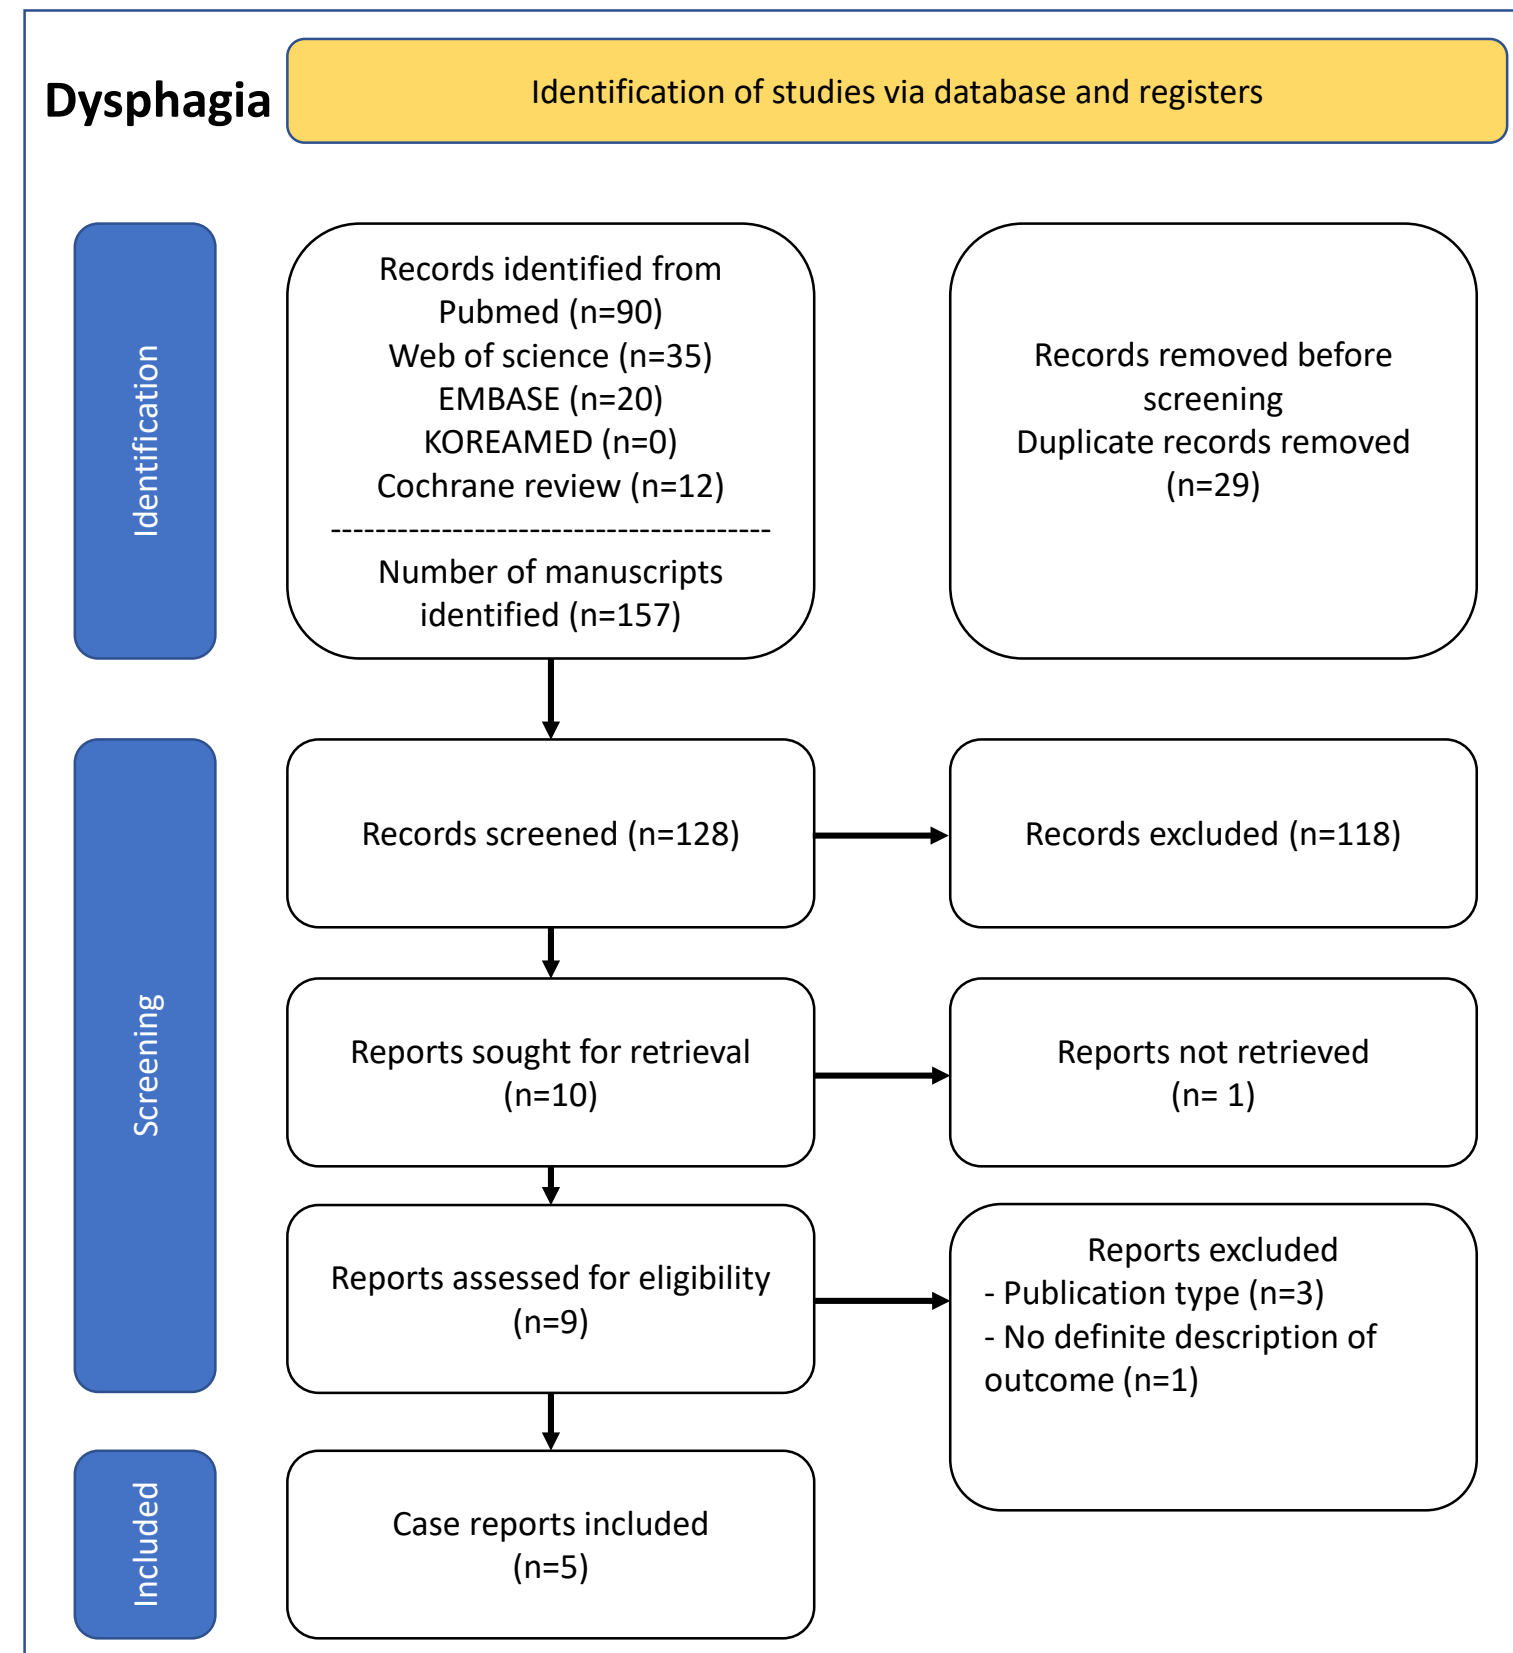 Dysphagia
Identification of studies via database and registers
Identification
Records identified from
Pubmed (n=90)
Web of science (n=35)
EMBASE (n=20)
KOREAMED (n=0)
Cochrane review (n=12)
----------------------------------------
Number of manuscripts
identified (n=157)
Records removed before
screening
Duplicate records removed
(n=29)
Screening
Records screened (n=128)
Records excluded (n=118)
Reports sought for retrieval
(n=10)
Reports not retrieved
(n= 1)
Reports assessed for eligibility
(n=9)
Reports excluded
- Publication type (n=3)
- No definite description of
outcome (n=1)
Included
Case reports included
(n=5)